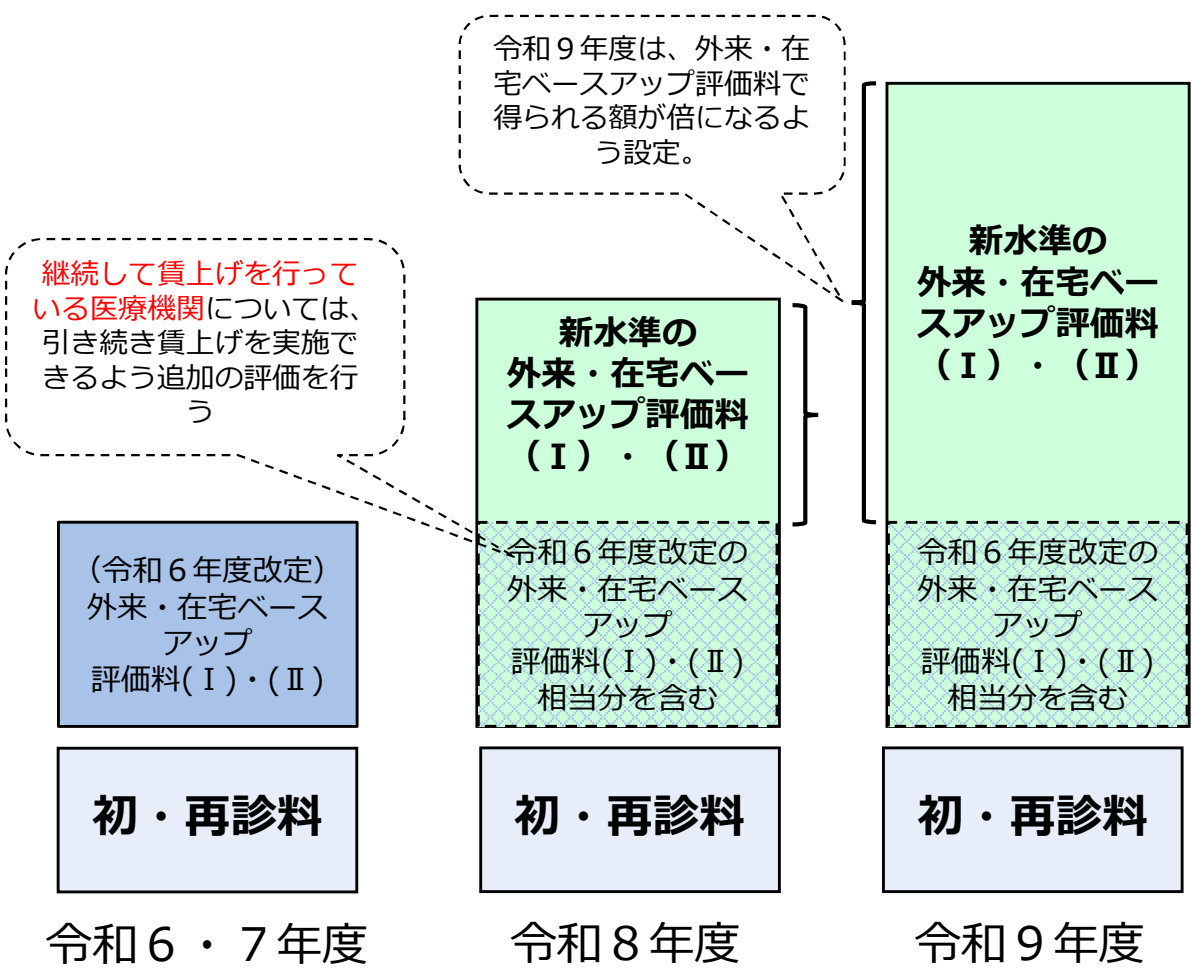 令和９年度は、外来・在
宅ベースアップ評価料で
得られる額が倍になるよ
う設定。
継続して賃上げを行って
いる医療機関については、
引き続き賃上げを実施で
きるよう追加の評価を行
う
新水準の
外来・在宅ベー
スアップ評価料
（Ⅰ）・（Ⅱ）
新水準の
外来・在宅ベー
スアップ評価料
（Ⅰ）・（Ⅱ）
（令和６年度改定）
外来・在宅ベース
アップ
評価料(Ⅰ)・(Ⅱ)
令和６年度改定の
外来・在宅ベース
アップ
評価料(Ⅰ)・(Ⅱ)
相当分を含む
令和６年度改定の
外来・在宅ベース
アップ
評価料(Ⅰ)・(Ⅱ)
相当分を含む
初・再診料
初・再診料
初・再診料
令和６・７年度
令和８年度
令和９年度